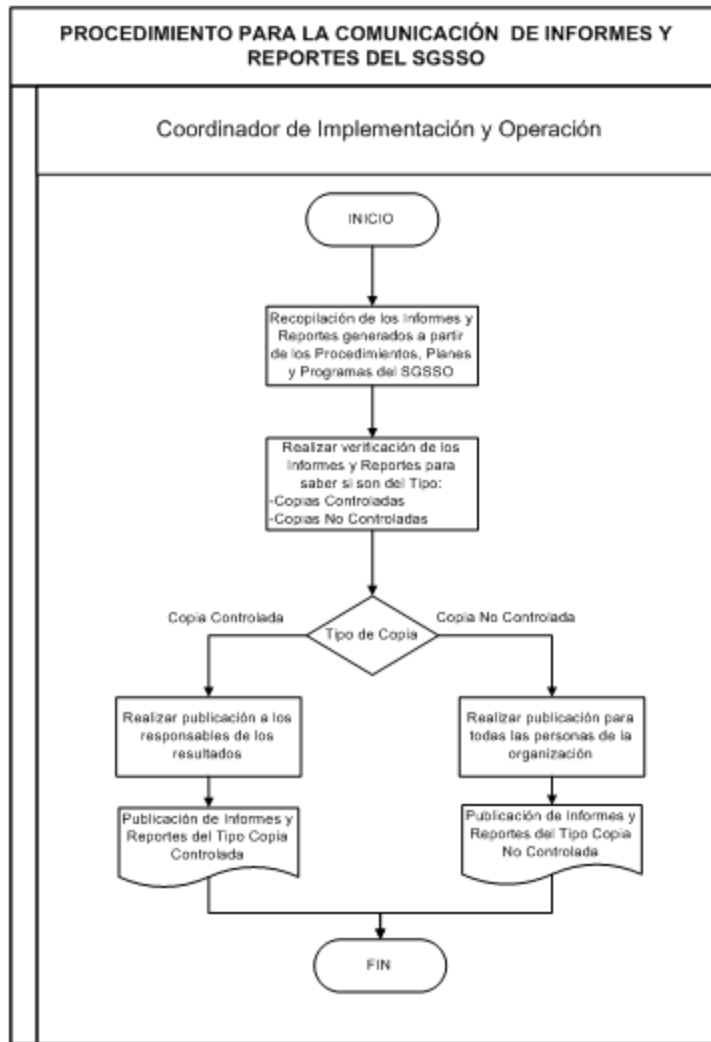 PROCEDIMIENTO PARA LA COMUNICACIÓN DE INFORMES Y
REPORTES DEL SGSSO
Coordinador de Implementación y Operación
INICIO
Recopilación de los Informes y
Reportes generados a partir
de los Procedimientos, Planes
y Programas del SGSSO
Realizar verificación de los
Informes y Reportes para
saber si son del Tipo:
-Copias Controladas
-Copias No Controladas
Copia Controlada
Copia No Controlada
Tipo de Copia
Realizar publicación a los
responsables de los
resultados
Realizar publicación para
todas las personas de la
organización
Publicación de Informes y
Reportes del Tipo Copia
Controlada
Publicación de Informes y
Reportes del Tipo Copia
No Controlada
FIN